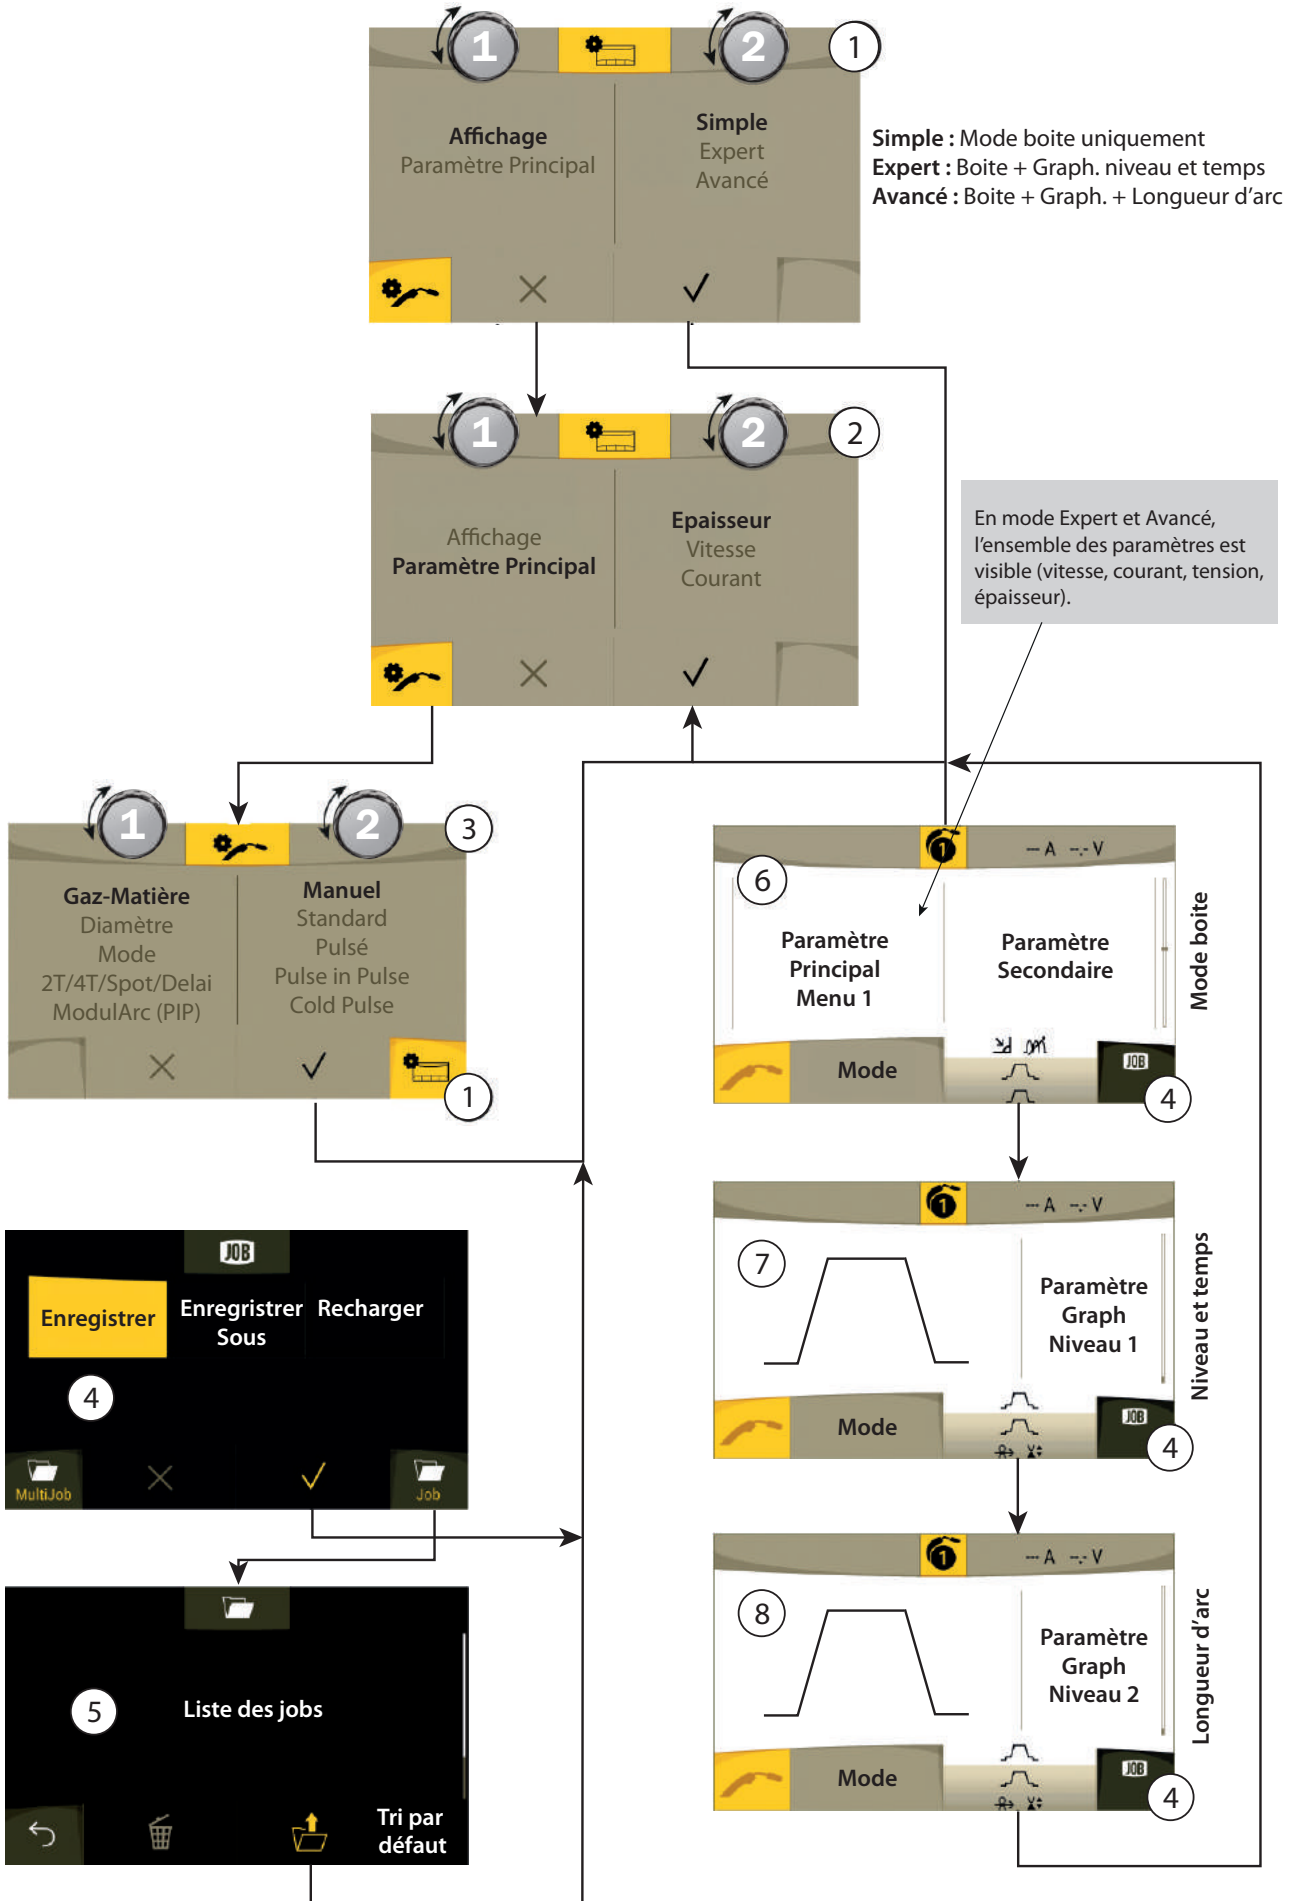 1
2
1
Affichage
Paramètre Principal
Simple
Expert
Avancé
Simple : Mode boite uniquement
Expert : Boite + Graph. niveau et temps
Avancé : Boite + Graph. + Longueur d'arc
1
2
2
Affichage
Paramètre Principal
Epaisseur
Vitesse
Courant
En mode Expert et Avancé,
l'ensemble des paramètres est
visible (vitesse, courant, tension,
épaisseur).
1
2
3
Gaz-Matière
Diamètre
Mode
2T/4T/Spot/Delai
ModulArc (PIP)
Manuel
Standard
Pulsé
Pulse in Pulse
Cold Pulse
1
1
--- A --.- V
6
Paramètre
Principal
Menu 1
Paramètre
Secondaire
Mode boite
Mode
JOB
4
1
--- A --.- V
7
Paramètre
Graph
Niveau 1
Niveau et temps
Mode
JOB
4
JOB
Enregistrer
Enregristrer
Sous
Recharger
4
MultiJob
Job
5
Liste des jobs
Tri par
défaut
1
--- A --.- V
8
Paramètre
Graph
Niveau 2
Longueur d'arc
Mode
JOB
4